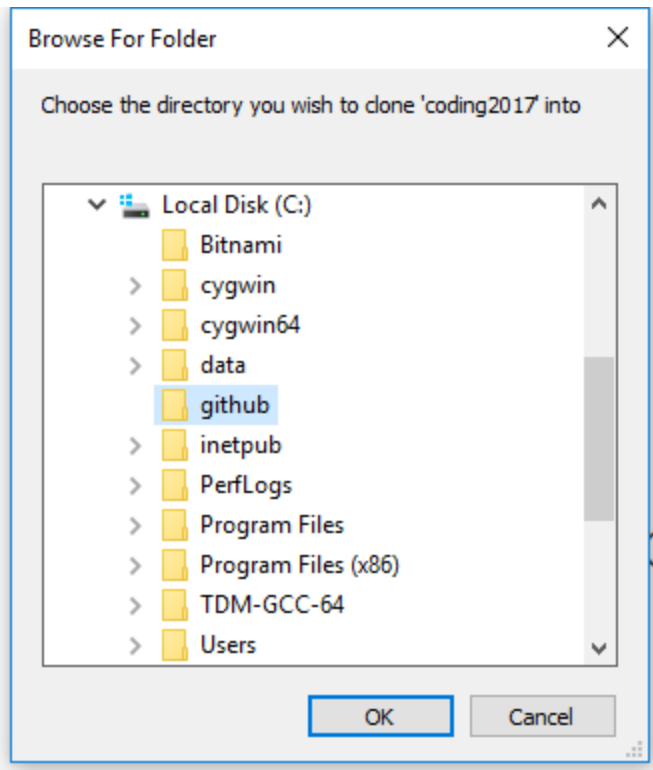 Browse For Folder
Choose the directory you wish to clone 'coding2017' into
Local Disk (C:)
Bitnami
cygwin
cygwin64
data
github
inetpub
PerfLogs
Program Files
Program Files (x86)
TDM-GCC-64
Users
OK Cancel